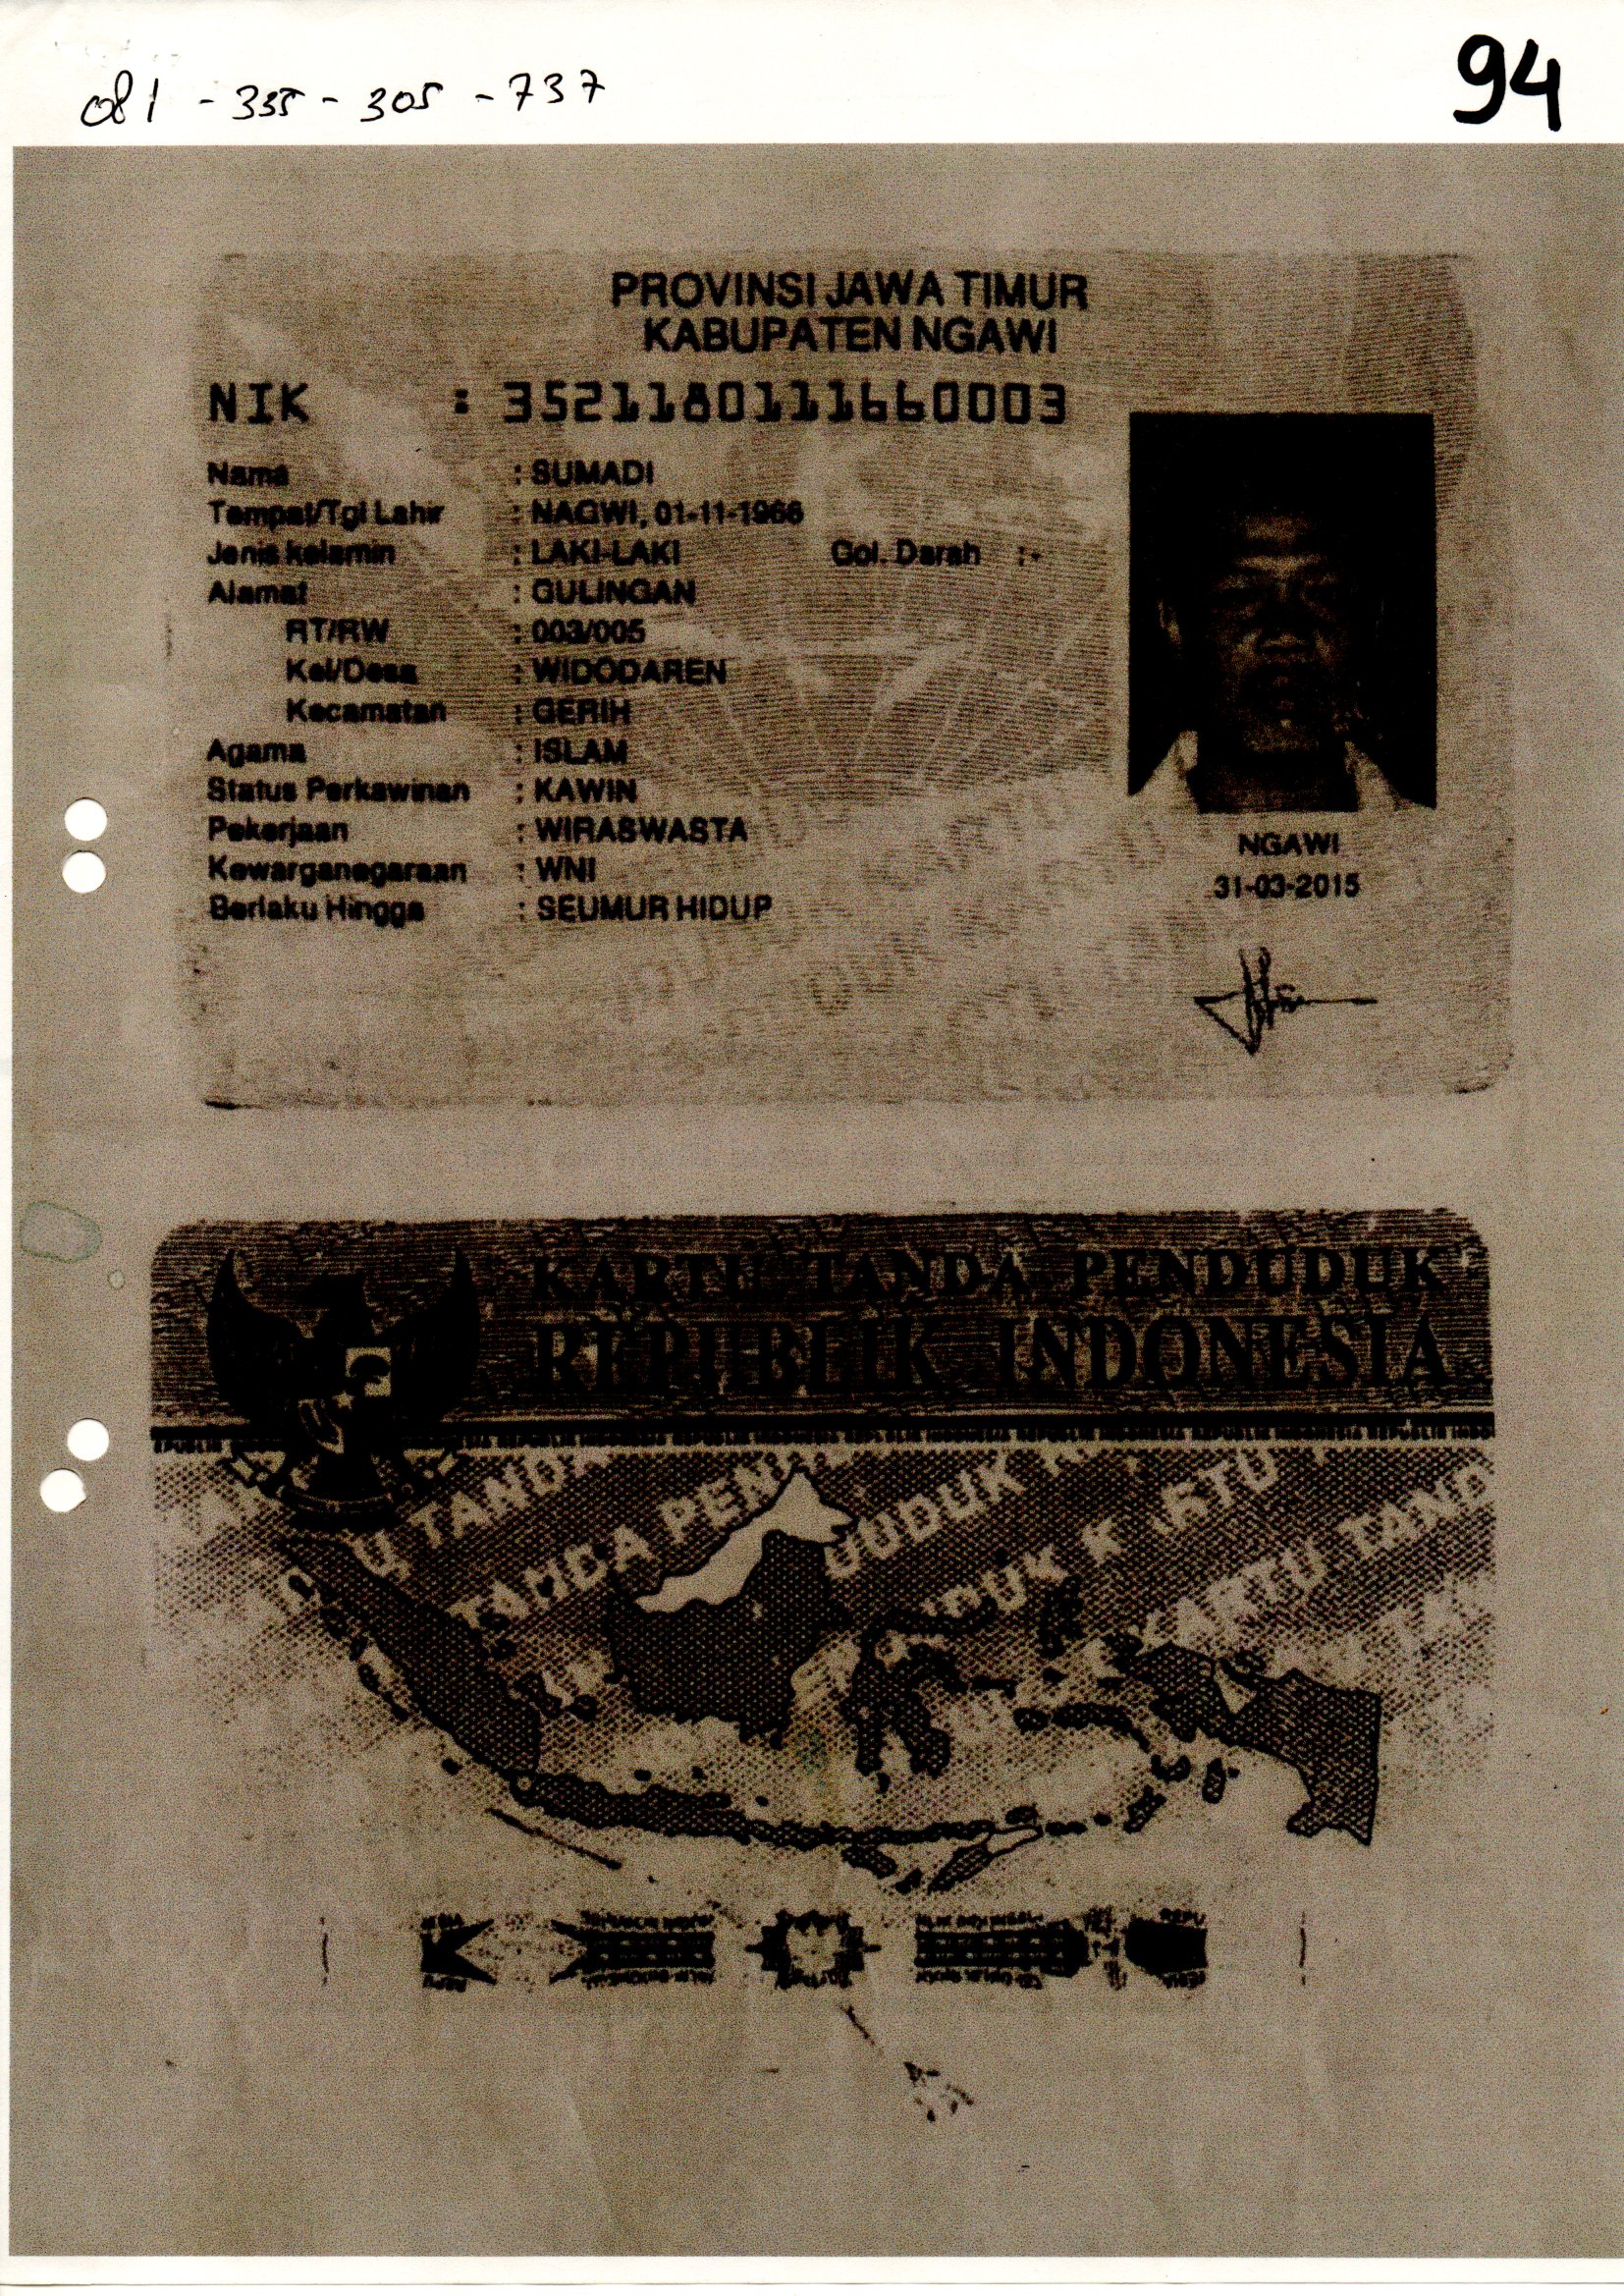 081 - 335 - 305 - 737
94
PROVINSI JAWA TIMUR
KABUPATEN NGAWI
NIK : 3521180111660003
Nama : SUMADI
Tempat/Tgl Lahir : NAGWI, 01-11-1966
Jenis kelamin : LAKI-LAKI Gol. Darah : -
Alamat : GULINGAN
RT/RW : 003/005
Kel/Desa : WIDODAREN
Kecamatan : GERIH
Agama : ISLAM
Status Perkawinan : KAWIN
Pekerjaan : WIRASWASTA
Kewarganegaraan : WNI
Berlaku Hingga : SEUMUR HIDUP
NGAWI
31-03-2015
KARTU TANDA PENDUDUK
REPUBLIK INDONESIA